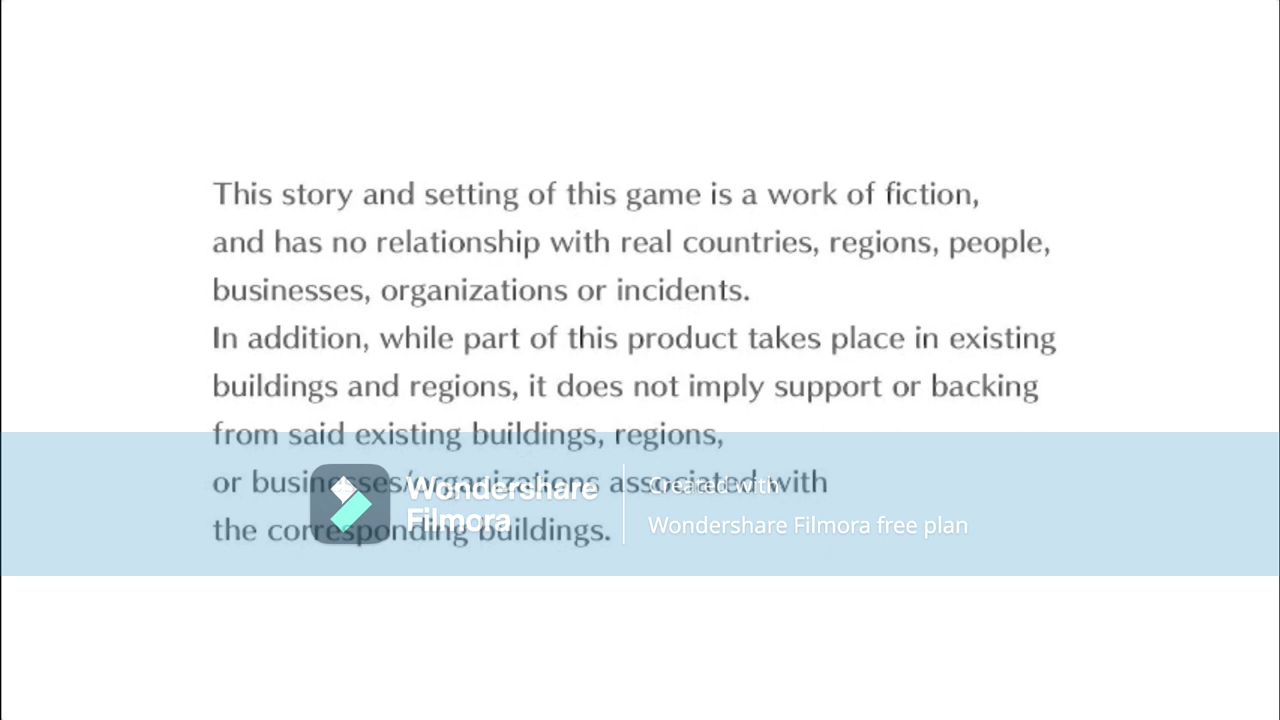 This story and setting of this game is a work of fiction,
and has no relationship with real countries, regions, people,
businesses, organizations or incidents.
In addition, while part of this product takes place in existing
buildings and regions, it does not imply support or backing
from said existing buildings, regions,
or businesses/organizations associated with
the corresponding buildings.
Wondershare
Filmora
Created with
Wondershare Filmora free plan